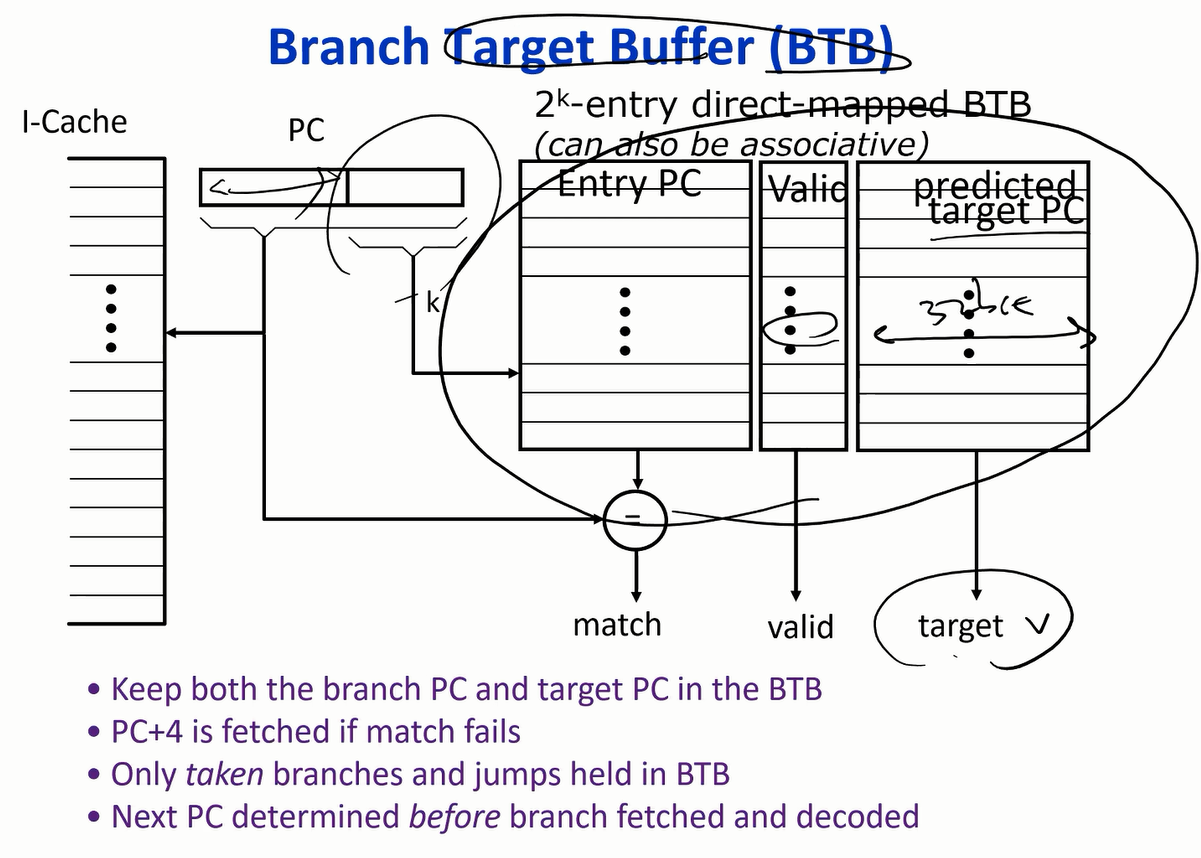 Branch Target Buffer (BTB)
2ᵏ-entry direct-mapped BTB
(can also be associative)
I-Cache
PC
Entry PC
Valid
predicted
target PC
k
=
match
valid
target
• Keep both the branch PC and target PC in the BTB
• PC+4 is fetched if match fails
• Only taken branches and jumps held in BTB
• Next PC determined before branch fetched and decoded